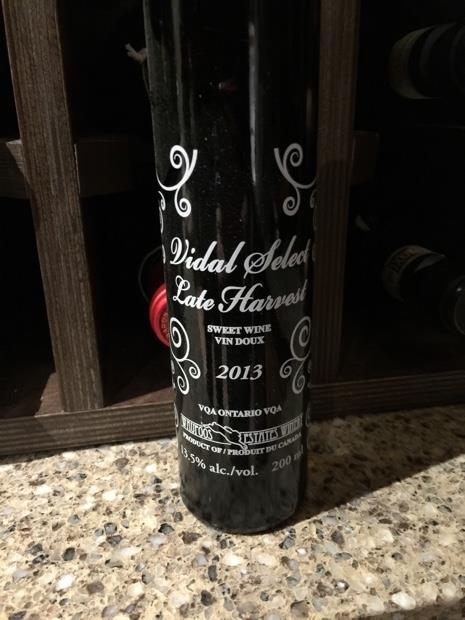 Vidal Select
Late Harvest
SWEET WINE
VIN DOUX
2013
VQA ONTARIO VQA
WAUPOOS ESTATES WINERY
PRODUCT OF / PRODUIT DU CANADA
13.5% alc./vol. 200 ml